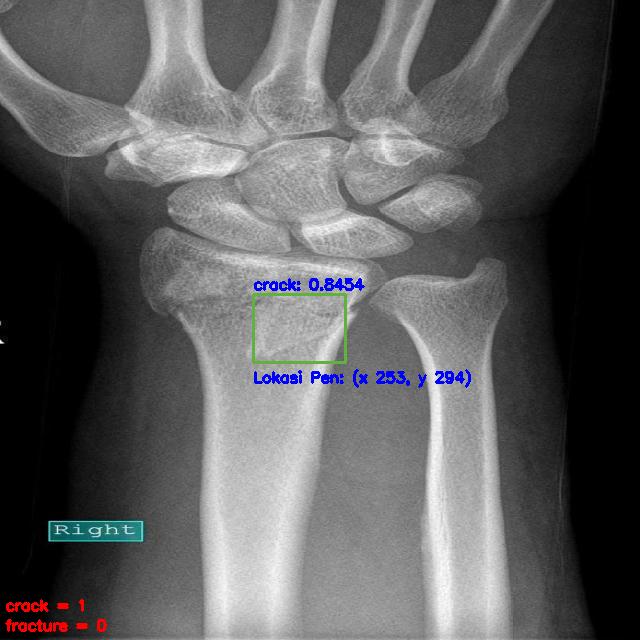 crack: 0.8454
Lokasi Pen: (x 253, y 294)
Right
crack = 1
fracture = 0